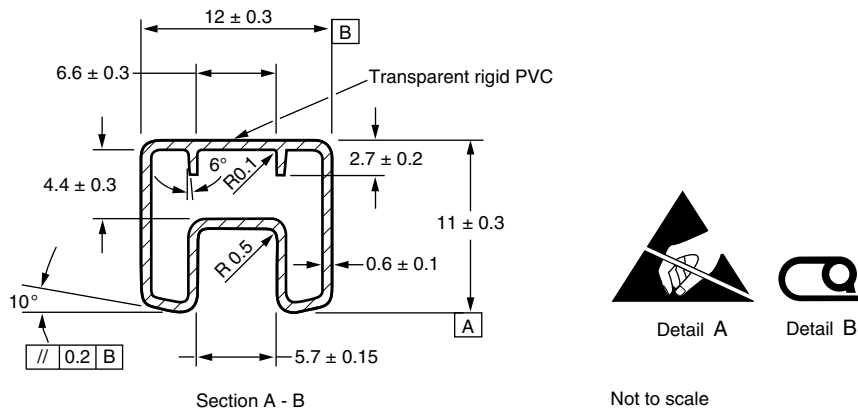 12 ± 0.3
B
6.6 ± 0.3
Transparent rigid PVC
6°
R0.1
2.7 ± 0.2
4.4 ± 0.3
11 ± 0.3
R 0.5
0.6 ± 0.1
10°
A
// 0.2 B
5.7 ± 0.15
Detail A
Detail B
Section A - B
Not to scale